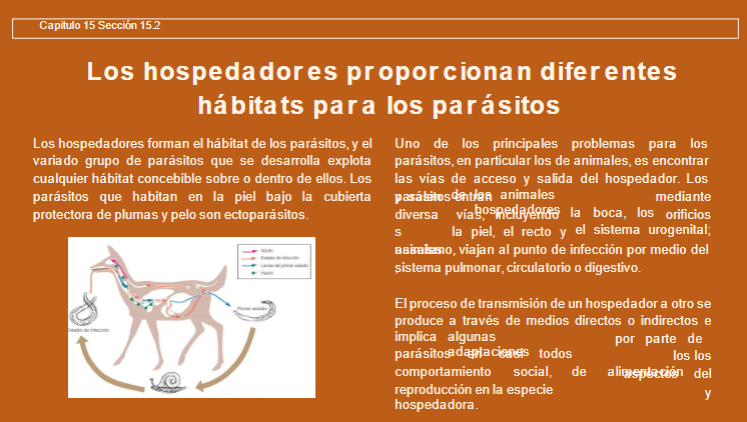 Capitulo 15 Sección 15.2
Los hospedadores proporcionan diferentes
hábitats para los parásitos
Los hospedadores forman el hábitat de los parásitos, y el
variado grupo de parásitos que se desarrolla explota
cualquier hábitat concebible sobre o dentro de ellos. Los
parásitos que habitan en la piel bajo la cubierta
protectora de plumas y pelo son ectoparásitos.
Adulto
Estadio de infección
Larvas del primer estadio
Huevo
Primer estadio
Estadio de infección
Uno de los principales problemas para los
parásitos, en particular los de animales, es encontrar
las vías de acceso y salida del hospedador. Los
parásitos entran
y salen de los animales mediante
hospedadores
diversa vías, incluyendo la boca, los orificios
s la piel, el recto y el sistema urogenital;
nasales
asimismo, viajan al punto de infección por medio del
sistema pulmonar, circulatorio o digestivo.
El proceso de transmisión de un hospedador a otro se
produce a través de medios directos o indirectos e
implica algunas por parte de
adaptaciones
parásitos en casi todos los los
comportamiento social, de alimentación del
aspectos
reproducción en la especie y
hospedadora.